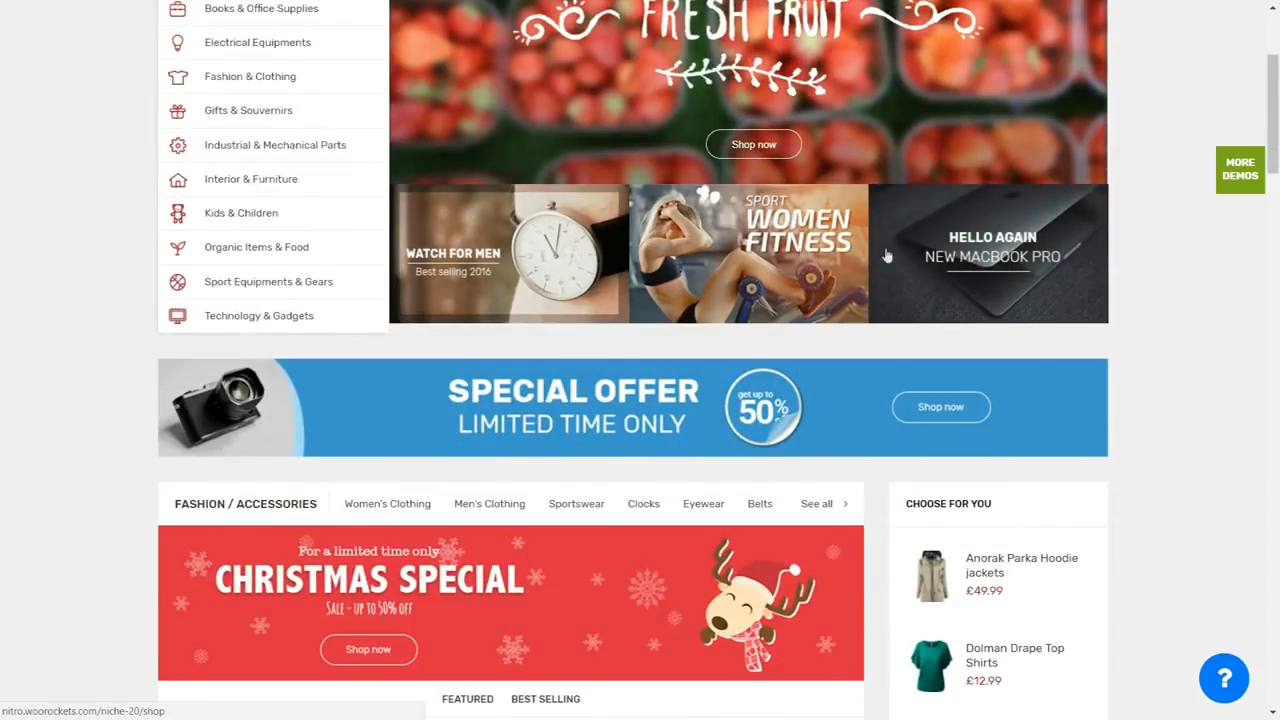 Books & Office Supplies
Electrical Equipments
Fashion & Clothing
Gifts & Souvernirs
Industrial & Mechanical Parts
Interior & Furniture
Kids & Children
Organic Items & Food
Sport Equipments & Gears
Technology & Gadgets
FRESH FRUIT
Shop now
WATCH FOR MEN
Best selling 2016
SPORT
WOMEN
FITNESS
HELLO AGAIN
NEW MACBOOK PRO
MORE
DEMOS
SPECIAL OFFER
LIMITED TIME ONLY
get up to
50%
Shop now
FASHION / ACCESSORIES
Women's Clothing
Men's Clothing
Sportswear
Clocks
Eyewear
Belts
See all >
For a limited time only
CHRISTMAS SPECIAL
SALE - UP TO 50% OFF
Shop now
FEATURED
BEST SELLING
CHOOSE FOR YOU
Anorak Parka Hoodie
jackets
£49.99
Dolman Drape Top
Shirts
£12.99
?
nitro.woorockets.com/niche-20/shop